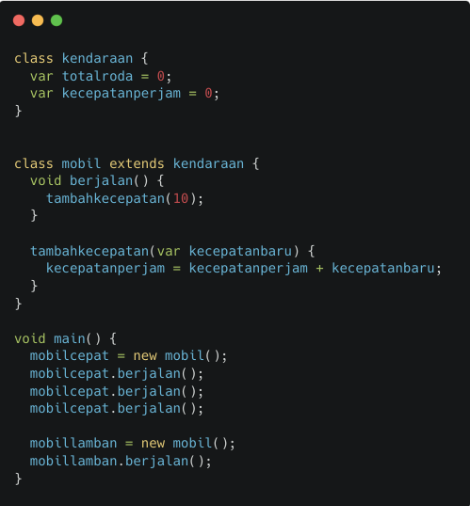 class kendaraan {
  var totalroda = 0;
  var kecepatanperjam = 0;
}
class mobil extends kendaraan {
  void berjalan() {
    tambahkecepatan(10);
  }
  tambahkecepatan(var kecepatanbaru) {
    kecepatanperjam = kecepatanperjam + kecepatanbaru;
  }
}
void main() {
  mobilcepat = new mobil();
  mobilcepat.berjalan();
  mobilcepat.berjalan();
  mobilcepat.berjalan();
  mobillamban = new mobil();
  mobillamban.berjalan();
}